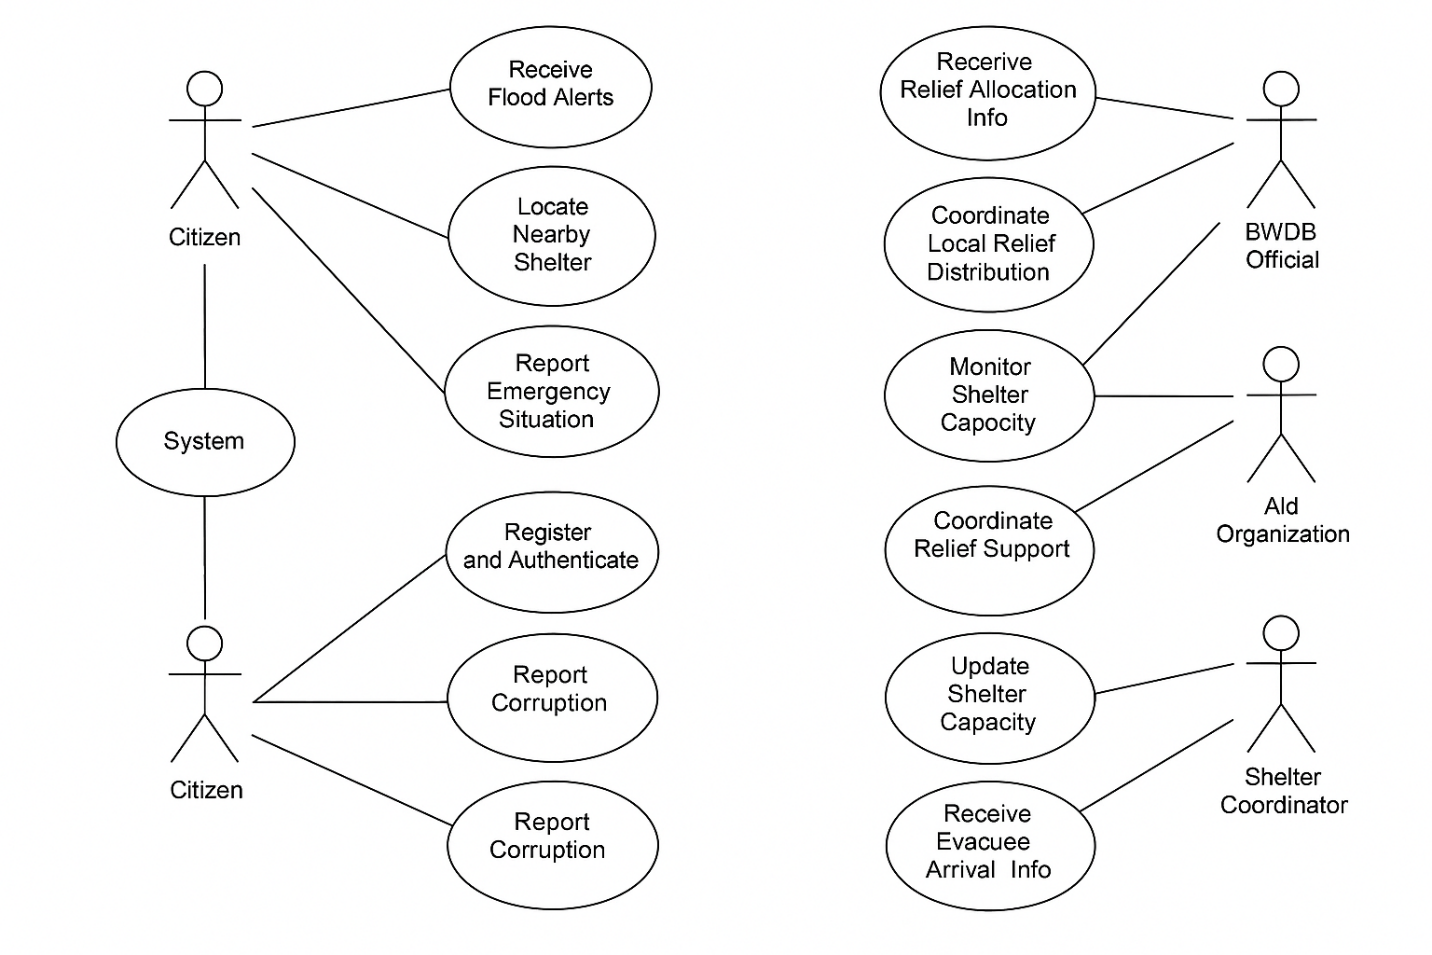 Receive
Flood Alerts
Locate
Nearby
Shelter
Citizen
Report
Emergency
Situation
System
Register
and Authenticate
Report
Corruption
Citizen
Report
Corruption
Recerive
Relief Allocation
Info
Coordinate
Local Relief
Distribution
BWDB
Official
Monitor
Shelter
Capocity
Coordinate
Relief Support
Ald
Organization
Update
Shelter
Capacity
Shelter
Coordinator
Receive
Evacuee
Arrival Info